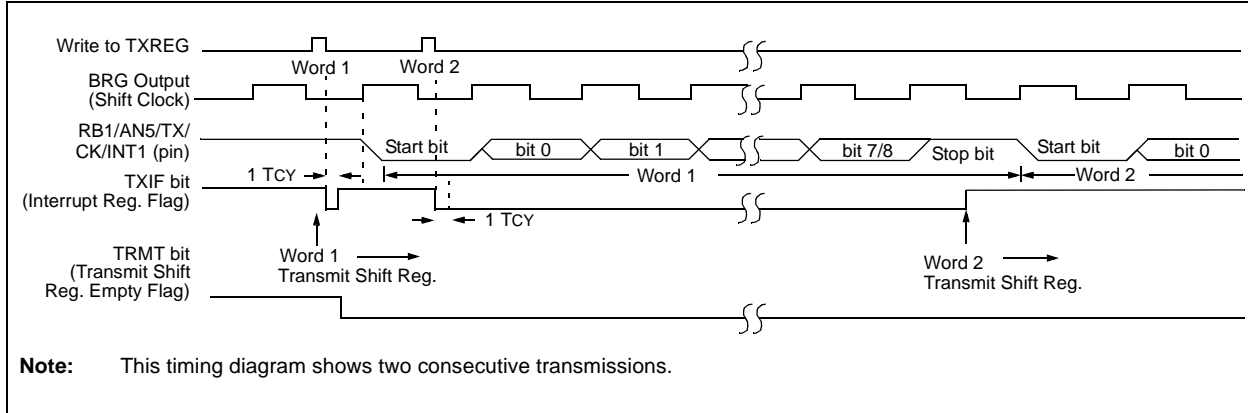 Write to TXREG
Word 1
Word 2
BRG Output
(Shift Clock)
RB1/AN5/TX/
CK/INT1 (pin)
Start bit
bit 0
bit 1
bit 7/8
Stop bit
Start bit
bit 0
1 TCY
Word 1
Word 2
TXIF bit
(Interrupt Reg. Flag)
1 TCY
Word 1
Transmit Shift Reg.
Word 2
Transmit Shift Reg.
TRMT bit
(Transmit Shift
Reg. Empty Flag)
Note: This timing diagram shows two consecutive transmissions.